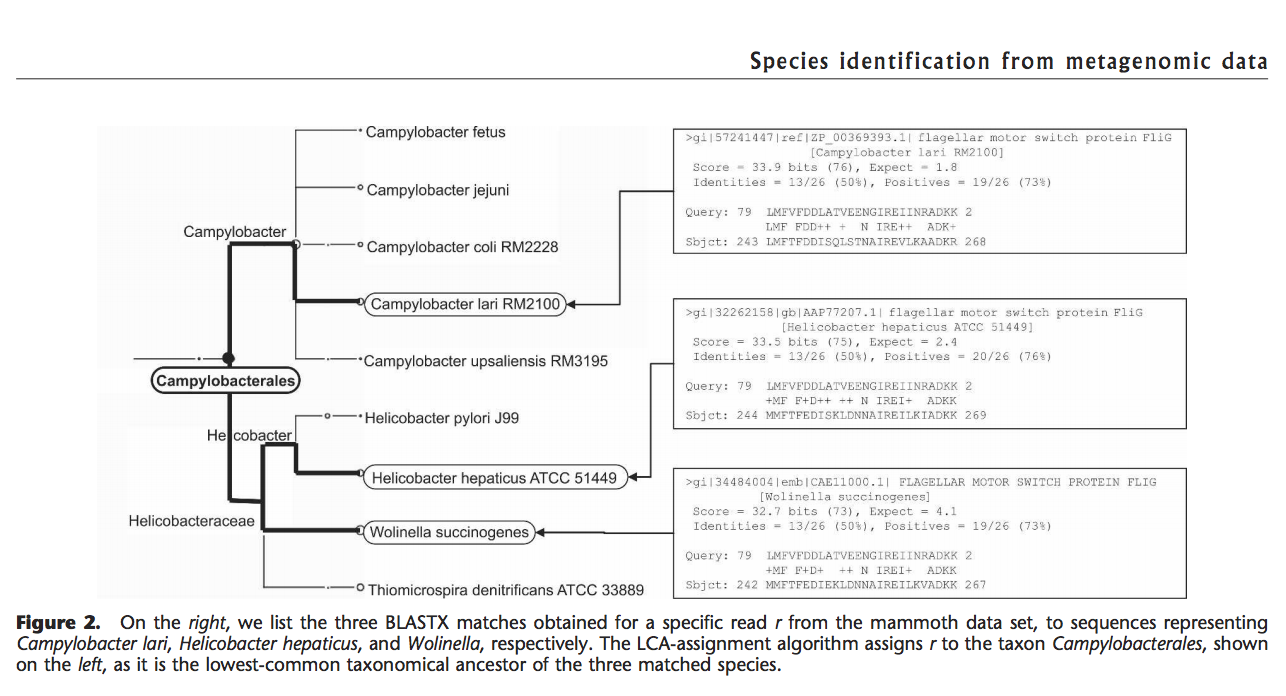 Species identification from metagenomic data
Campylobacter fetus
Campylobacter jejuni
Campylobacter
Campylobacter coli RM2228
Campylobacter lari RM2100
Campylobacter upsaliensis RM3195
Campylobacterales
Helicobacter pylori J99
Helicobacter
Helicobacter hepaticus ATCC 51449
Helicobacteraceae
Wolinella succinogenes
Thiomicrospira denitrificans ATCC 33889
>gi|57241447|ref|ZP_00369393.1| flagellar motor switch protein FliG
[Campylobacter lari RM2100]
Score = 33.9 bits (76), Expect = 1.8
Identities = 13/26 (50%), Positives = 19/26 (73%)
Query: 79 LMFVFDDLATVEENGIREIINRADKK 2
LMF FDD++ + N IRE++ ADK+
Sbjct: 243 LMFTFDDISQLSTNAIREVLKAADKR 268
>gi|32262158|gb|AAP77207.1| flagellar motor switch protein FliG
[Helicobacter hepaticus ATCC 51449]
Score = 33.5 bits (75), Expect = 2.4
Identities = 13/26 (50%), Positives = 20/26 (76%)
Query: 79 LMFVFDDLATVEENGIREIINRADKK 2
+MF F+D++ ++ N IREI+ ADKK
Sbjct: 244 MMFTFEDISKLDNNAIREILKIADKK 269
>gi|34484004|emb|CAE11000.1| FLAGELLAR MOTOR SWITCH PROTEIN FLIG
[Wolinella succinogenes]
Score = 32.7 bits (73), Expect = 4.1
Identities = 13/26 (50%), Positives = 19/26 (73%)
Query: 79 LMFVFDDLATVEENGIREIINRADKK 2
+MF F+D+ ++ N IREI+ ADKK
Sbjct: 242 MMFTFEDIEKLDNNAIREILKVADKK 267
Figure 2. On the right, we list the three BLASTX matches obtained for a specific read r from the mammoth data set, to sequences representing
Campylobacter lari, Helicobacter hepaticus, and Wolinella, respectively. The LCA-assignment algorithm assigns r to the taxon Campylobacterales, shown
on the left, as it is the lowest-common taxonomical ancestor of the three matched species.